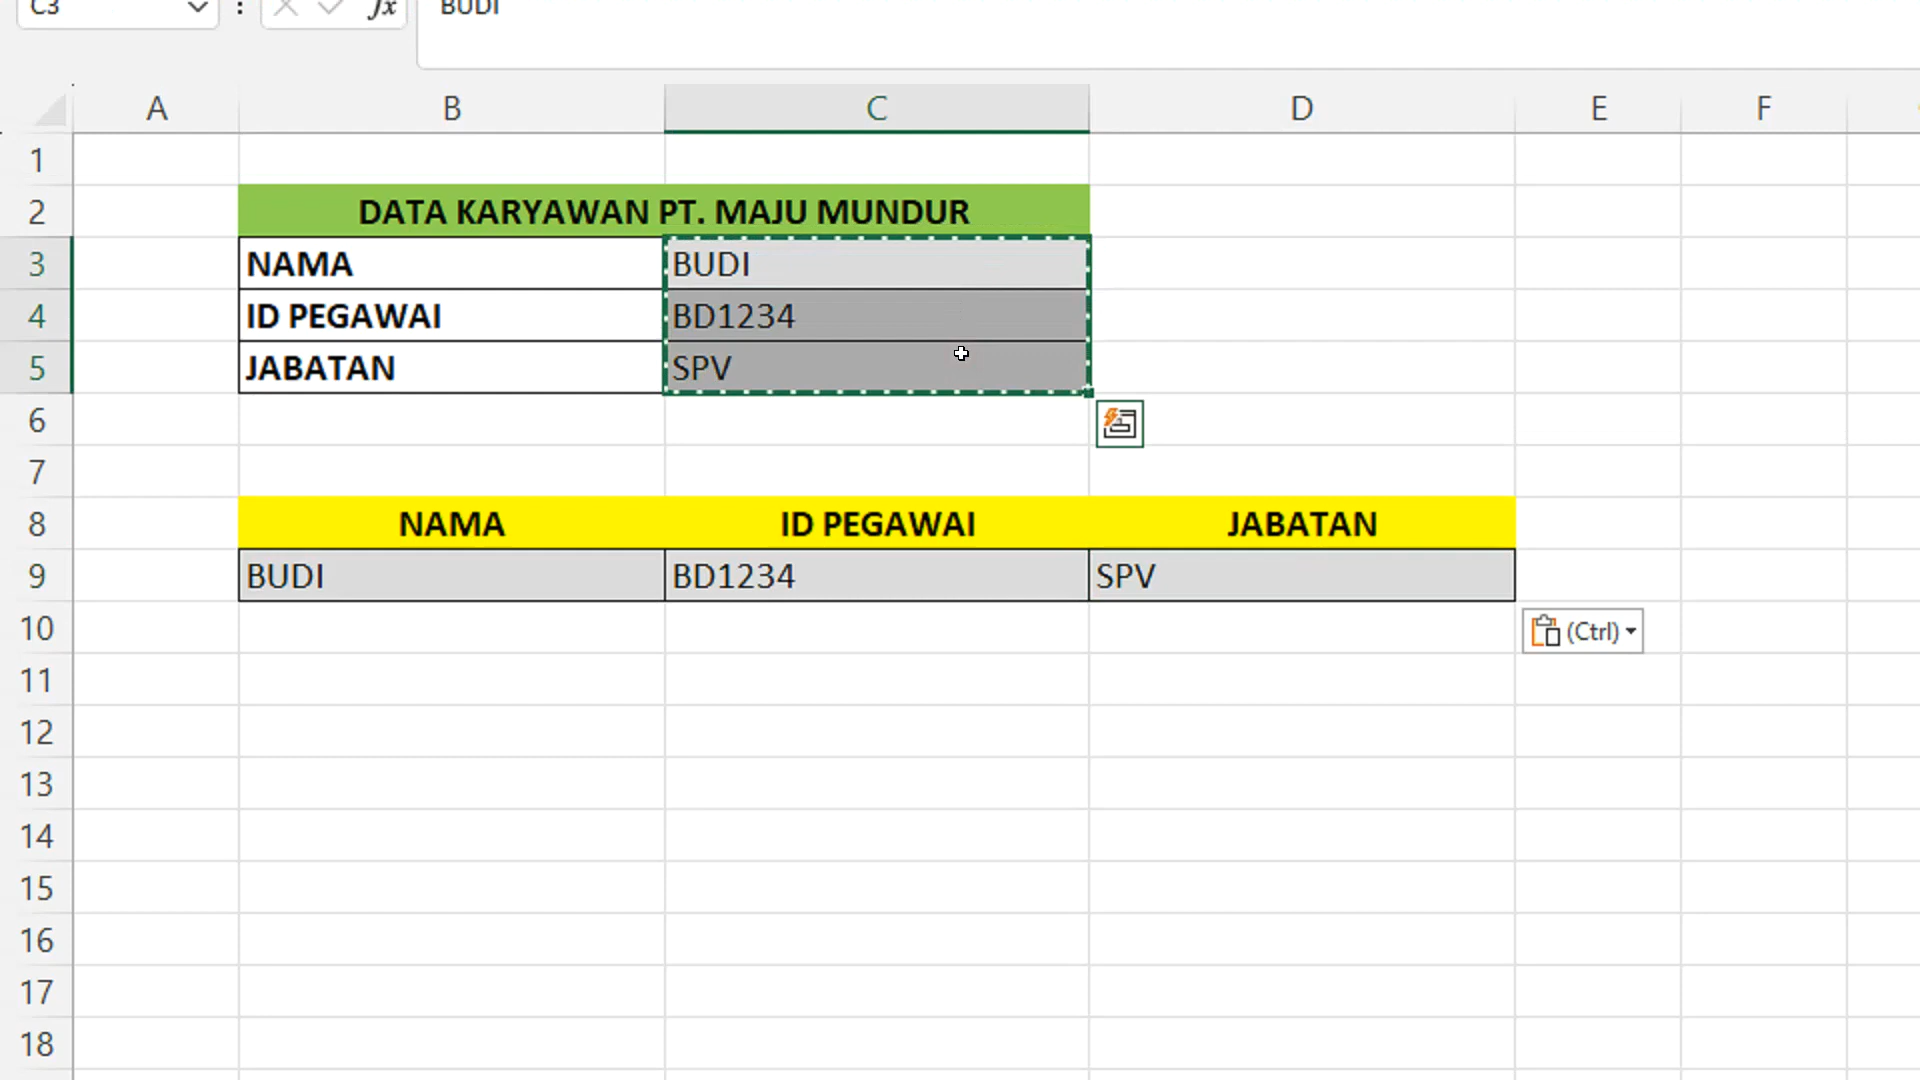 C3
BUDI
A B C D E F
1
2 DATA KARYAWAN PT. MAJU MUNDUR
3 NAMA BUDI
4 ID PEGAWAI BD1234
5 JABATAN SPV
6
7
8 NAMA ID PEGAWAI JABATAN
9 BUDI BD1234 SPV
10 (Ctrl)
11
12
13
14
15
16
17
18